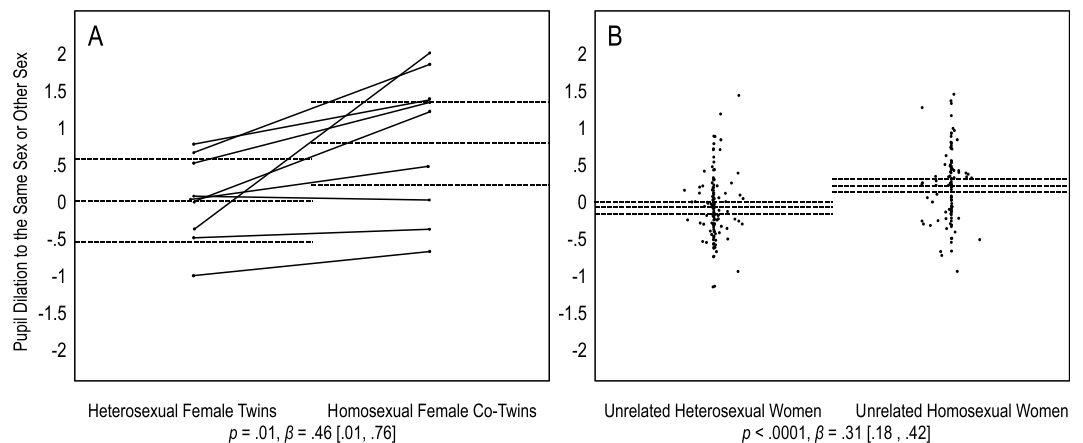 A
B
Pupil Dilation to the Same Sex or Other Sex
2
1.5
1
.5
0
-.5
-1
-1.5
-2
2
1.5
1
.5
0
-.5
-1
-1.5
-2
Heterosexual Female Twins
Homosexual Female Co-Twins
p = .01, β = .46 [.01, .76]
Unrelated Heterosexual Women
Unrelated Homosexual Women
p < .0001, β = .31 [.18 , .42]